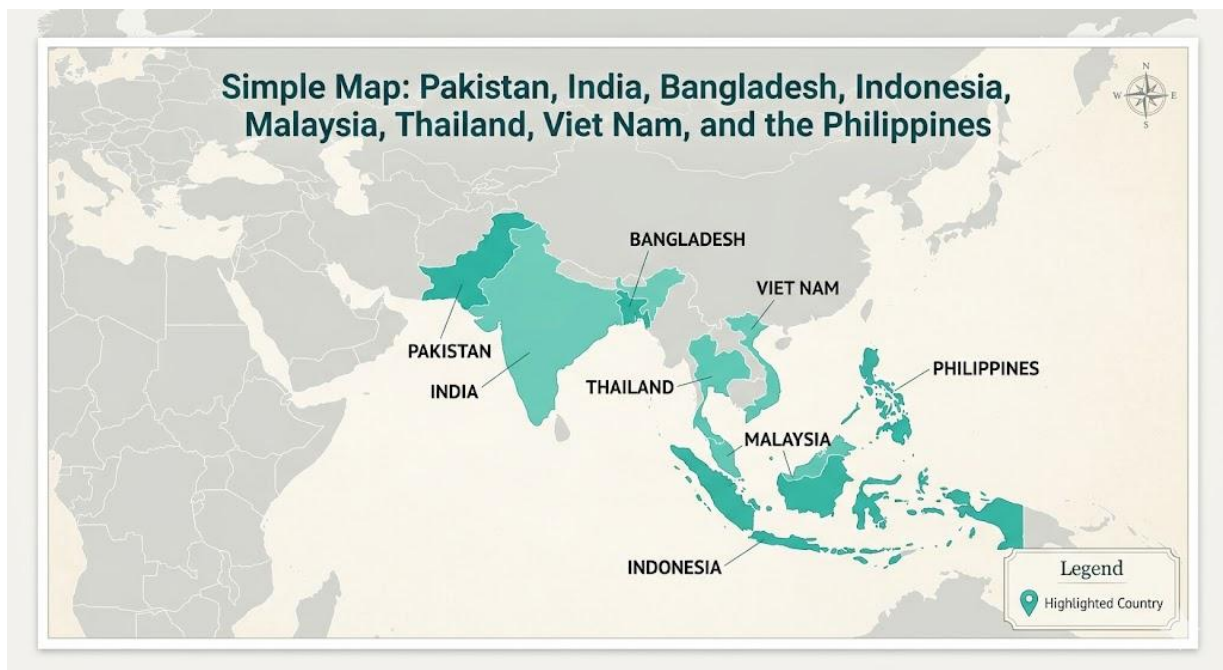 Simple Map: Pakistan, India, Bangladesh, Indonesia,
Malaysia, Thailand, Viet Nam, and the Philippines
N
W
E
S
BANGLADESH
VIET NAM
PAKISTAN
PHILIPPINES
INDIA
THAILAND
MALAYSIA
INDONESIA
Legend
Highlighted Country